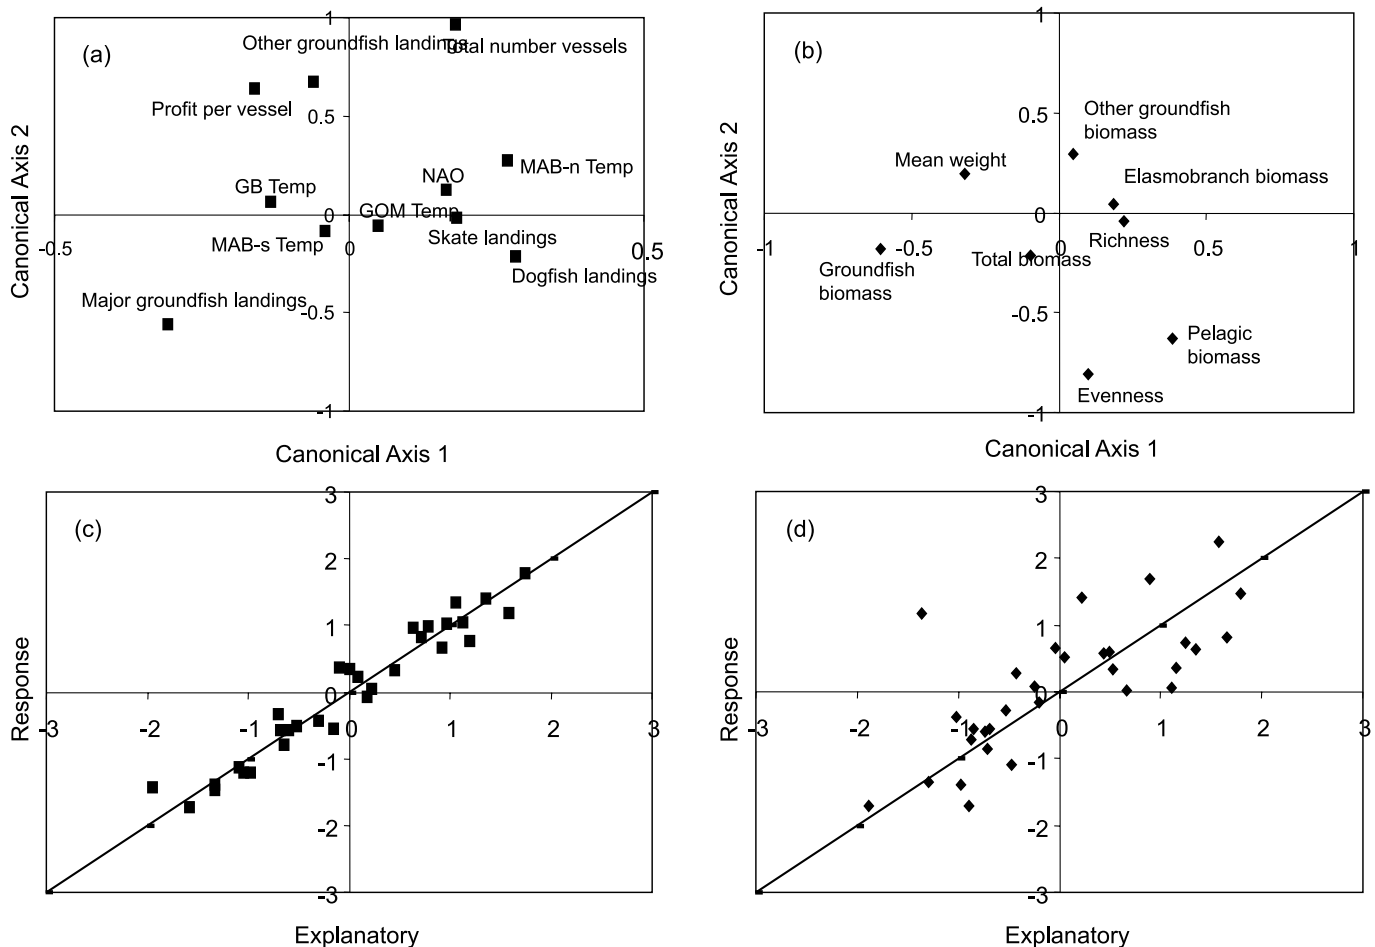 (a)
1
Other groundfish landings
Total number vessels
Profit per vessel
0.5
MAB-n Temp
NAO
GB Temp
GOM Temp
0
MAB-s Temp
Skate landings
-0.5
0
0.5
Dogfish landings
Major groundfish landings
-0.5
-1
Canonical Axis 2
Canonical Axis 1
(b)
1
0.5
Other groundfish
biomass
Mean weight
Elasmobranch biomass
0
Richness
-1
-0.5
0
0.5
1
Groundfish
biomass
Total biomass
-0.5
Pelagic
biomass
Evenness
-1
Canonical Axis 2
Canonical Axis 1
(c)
3
2
1
0
-3
-2
-1
0
1
2
3
-1
-2
-3
Response
Explanatory
(d)
3
2
1
0
-3
-2
-1
0
1
2
3
-1
-2
-3
Response
Explanatory